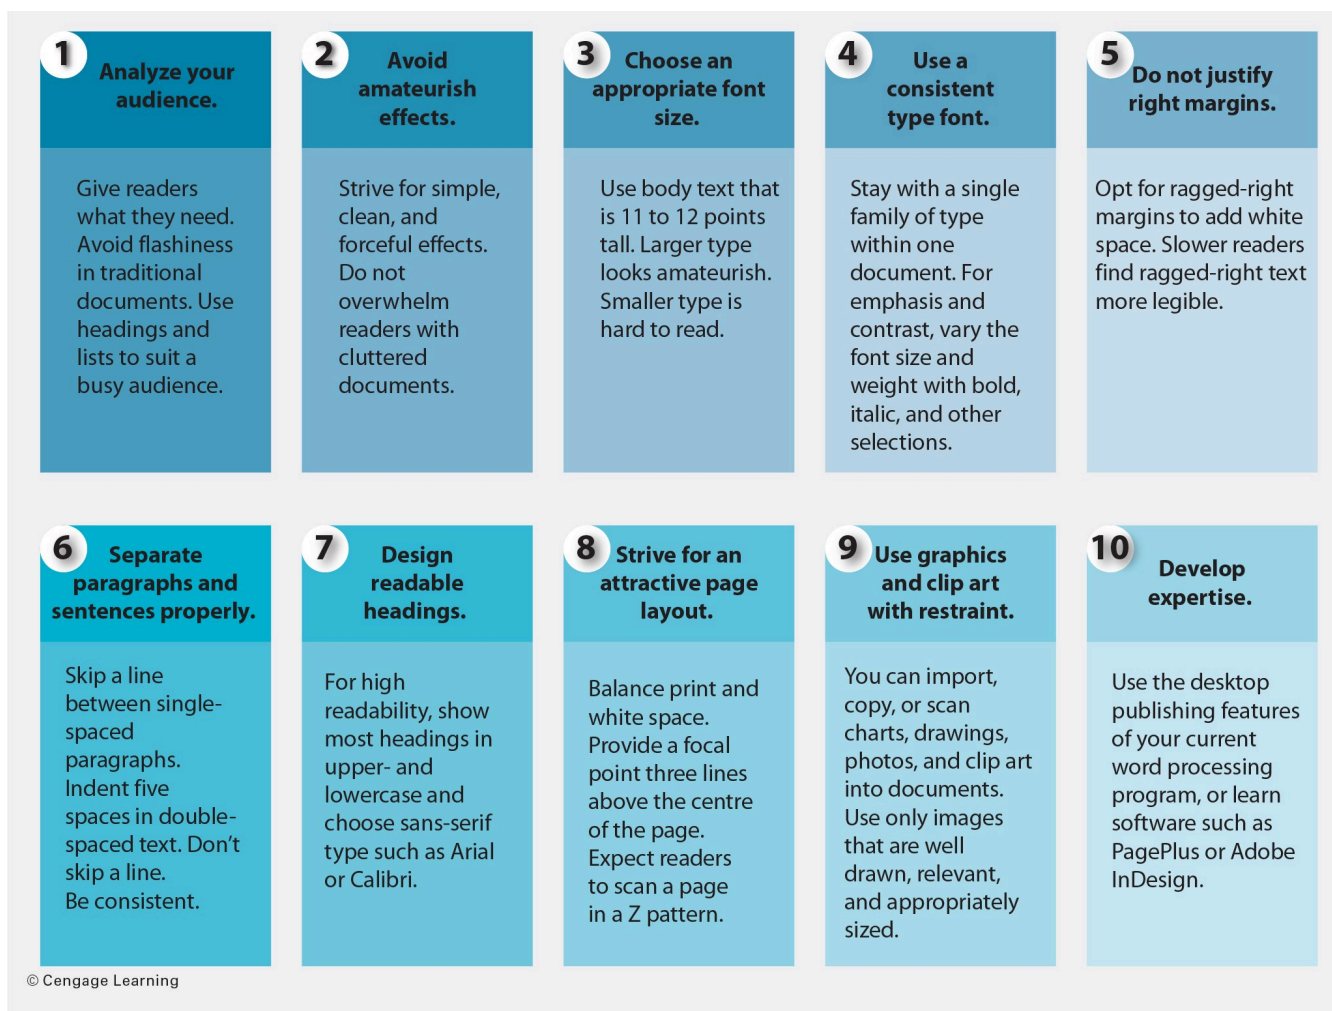 1
Analyze your
audience.
Give readers
what they need.
Avoid flashiness
in traditional
documents. Use
headings and
lists to suit a
busy audience.
2
Avoid
amateurish
effects.
Strive for simple,
clean, and
forceful effects.
Do not
overwhelm
readers with
cluttered
documents.
3
Choose an
appropriate font
size.
Use body text that
is 11 to 12 points
tall. Larger type
looks amateurish.
Smaller type is
hard to read.
4
Use a
consistent
type font.
Stay with a single
family of type
within one
document. For
emphasis and
contrast, vary the
font size and
weight with bold,
italic, and other
selections.
5
Do not justify
right margins.
Opt for ragged-right
margins to add white
space. Slower readers
find ragged-right text
more legible.
6
Separate
paragraphs and
sentences properly.
Skip a line
between single-
spaced
paragraphs.
Indent five
spaces in double-
spaced text. Don't
skip a line.
Be consistent.
7
Design
readable
headings.
For high
readability, show
most headings in
upper- and
lowercase and
choose sans-serif
type such as Arial
or Calibri.
8
Strive for an
attractive page
layout.
Balance print and
white space.
Provide a focal
point three lines
above the centre
of the page.
Expect readers
to scan a page
in a Z pattern.
9
Use graphics
and clip art
with restraint.
You can import,
copy, or scan
charts, drawings,
photos, and clip art
into documents.
Use only images
that are well
drawn, relevant,
and appropriately
sized.
10
Develop
expertise.
Use the desktop
publishing features
of your current
word processing
program, or learn
software such as
PagePlus or Adobe
InDesign.
© Cengage Learning